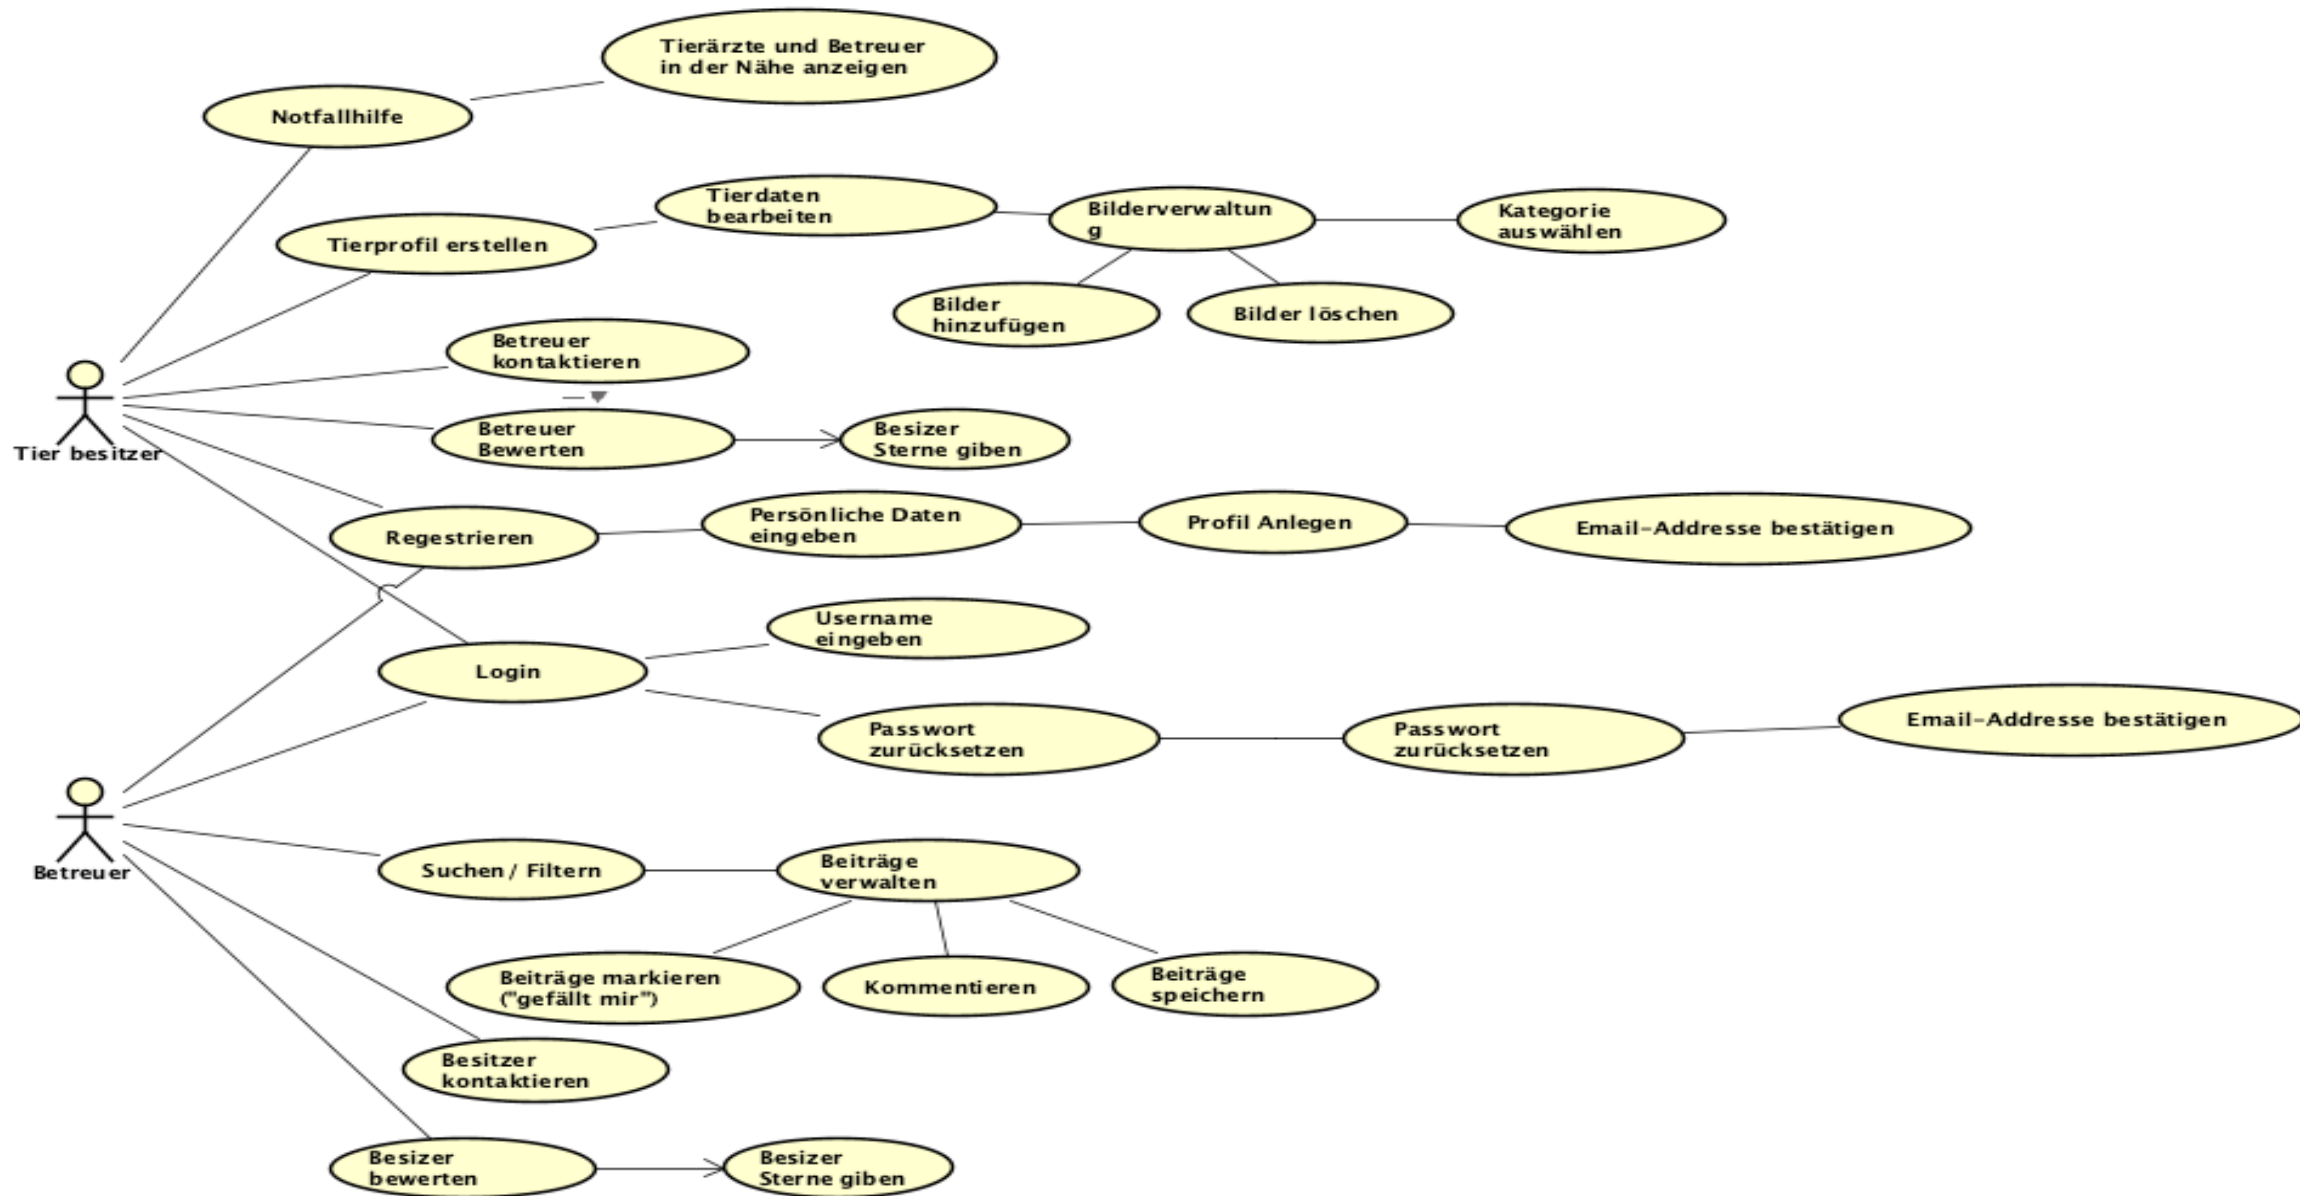 Tierärzte und Betreuer
in der Nähe anzeigen
Notfallhilfe
Tierdaten
bearbeiten
Bilderverwaltun
g
Kategorie
auswählen
Tierprofil erstellen
Bilder
hinzufügen
Bilder löschen
Betreuer
kontaktieren
Tier besitzer
Betreuer
Bewerten
Besizer
Sterne giben
Regestrieren
Persönliche Daten
eingeben
Profil Anlegen
Email-Addresse bestätigen
Username
eingeben
Login
Passwort
zurücksetzen
Passwort
zurücksetzen
Email-Addresse bestätigen
Betreuer
Suchen / Filtern
Beiträge
verwalten
Beiträge markieren
("gefällt mir")
Kommentieren
Beiträge
speichern
Besitzer
kontaktieren
Besizer
bewerten
Besizer
Sterne giben